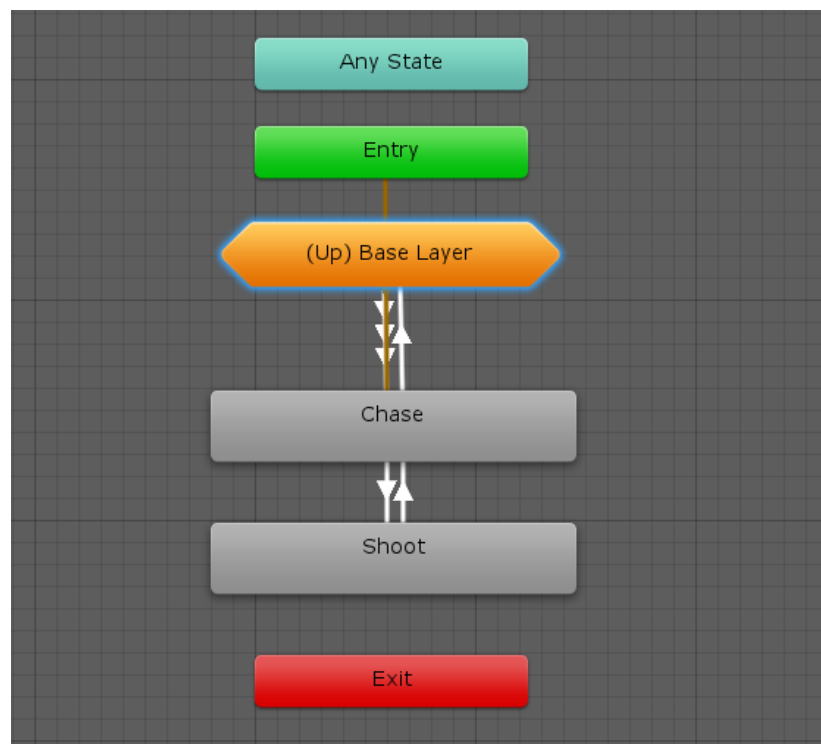 Any State
Entry
(Up) Base Layer
Chase
Shoot
Exit